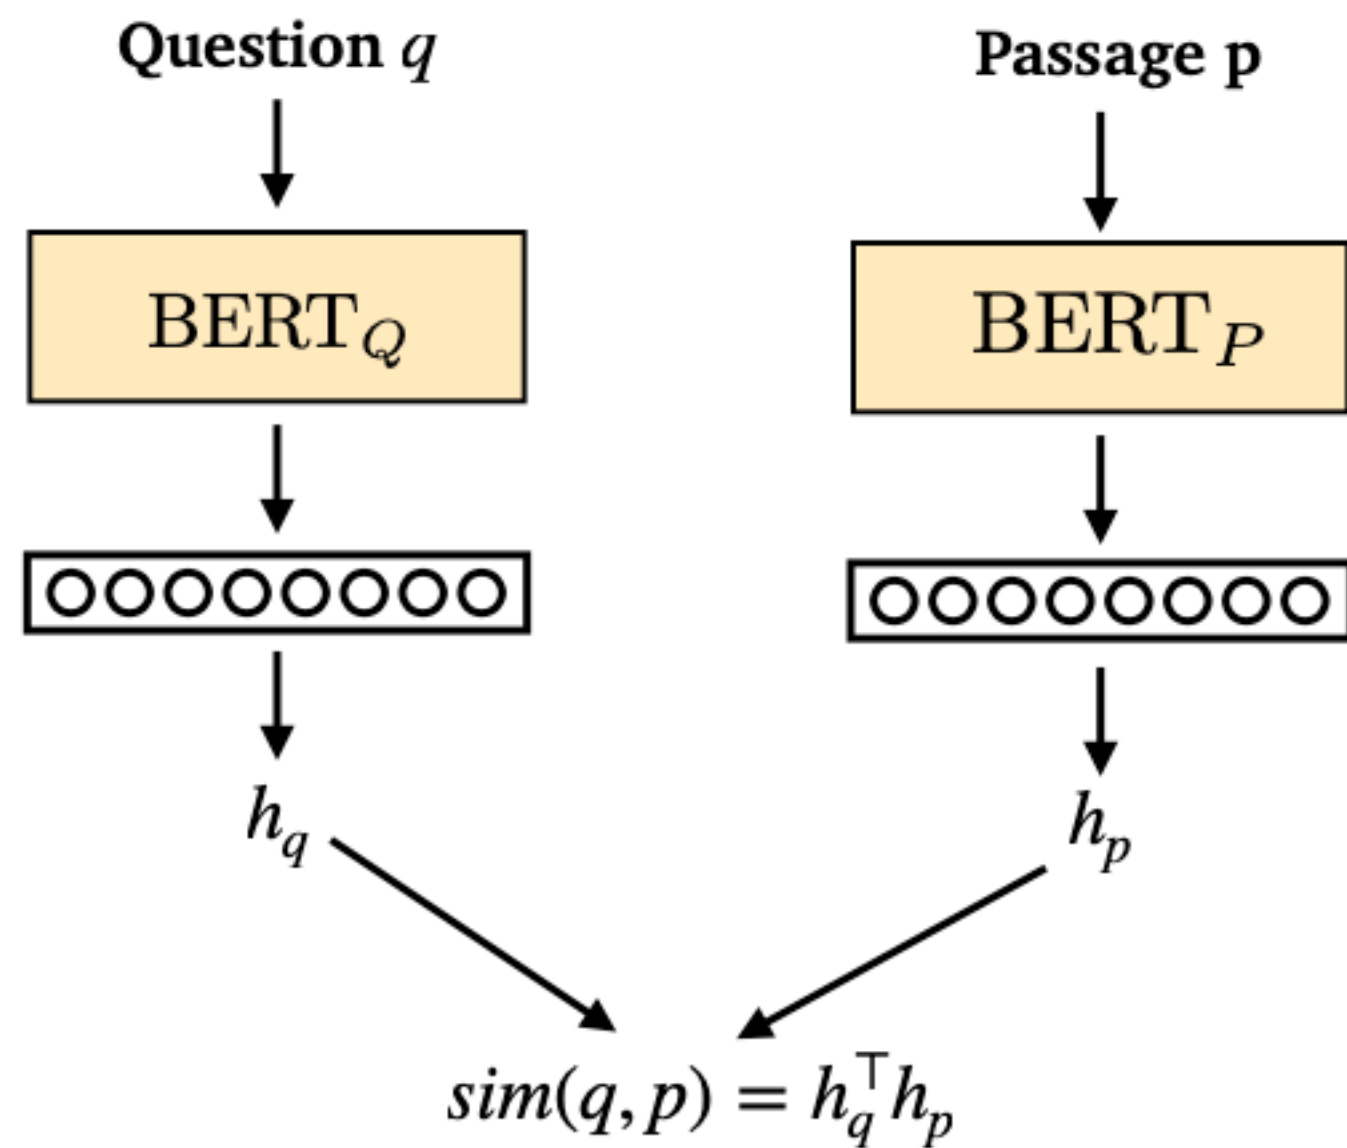 Question q
Passage p
BERT_Q
BERT_P
h_q
h_p
sim(q, p) = h_q^⊤ h_p